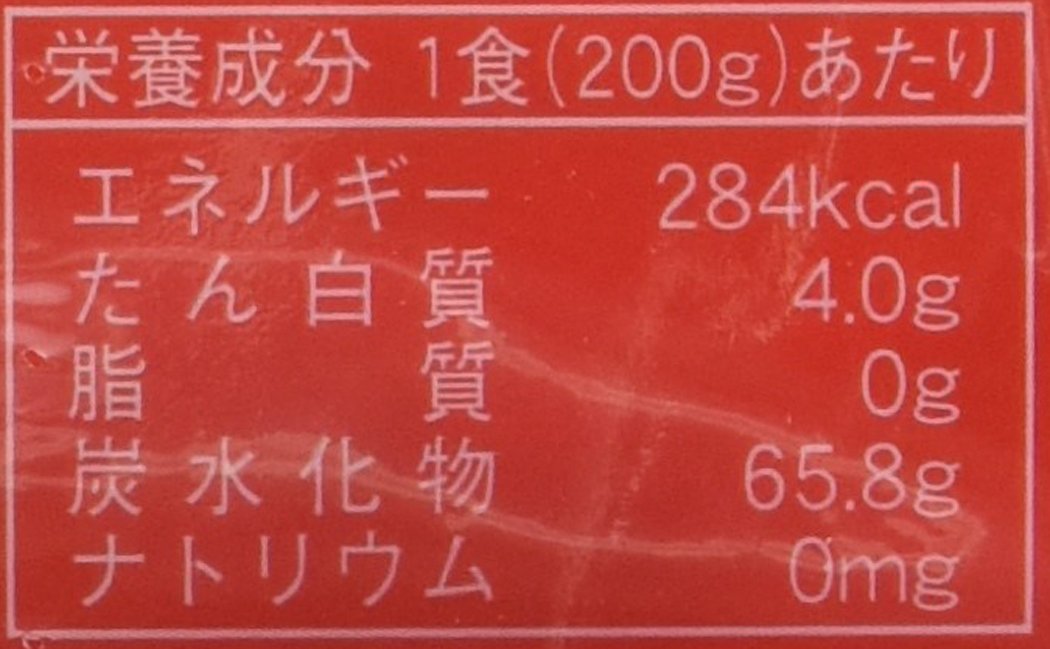 栄養成分 1食(200g)あたり
エネルギー 284kcal
たん白質 4.0g
脂質 0g
炭水化物 65.8g
ナトリウム 0mg